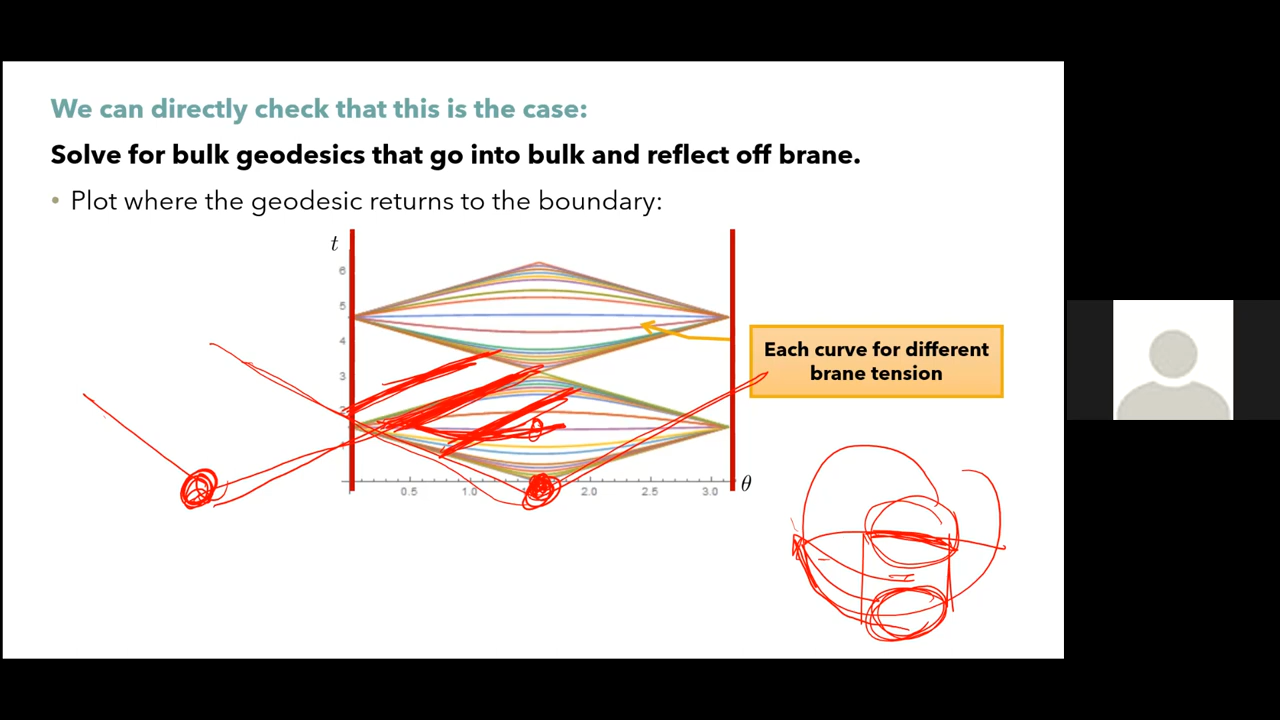 We can directly check that this is the case:
Solve for bulk geodesics that go into bulk and reflect off brane.
• Plot where the geodesic returns to the boundary:
t
6
5
4
3
2
Each curve for different
brane tension
0.5 1.0 2.0 2.5 3.0 θ